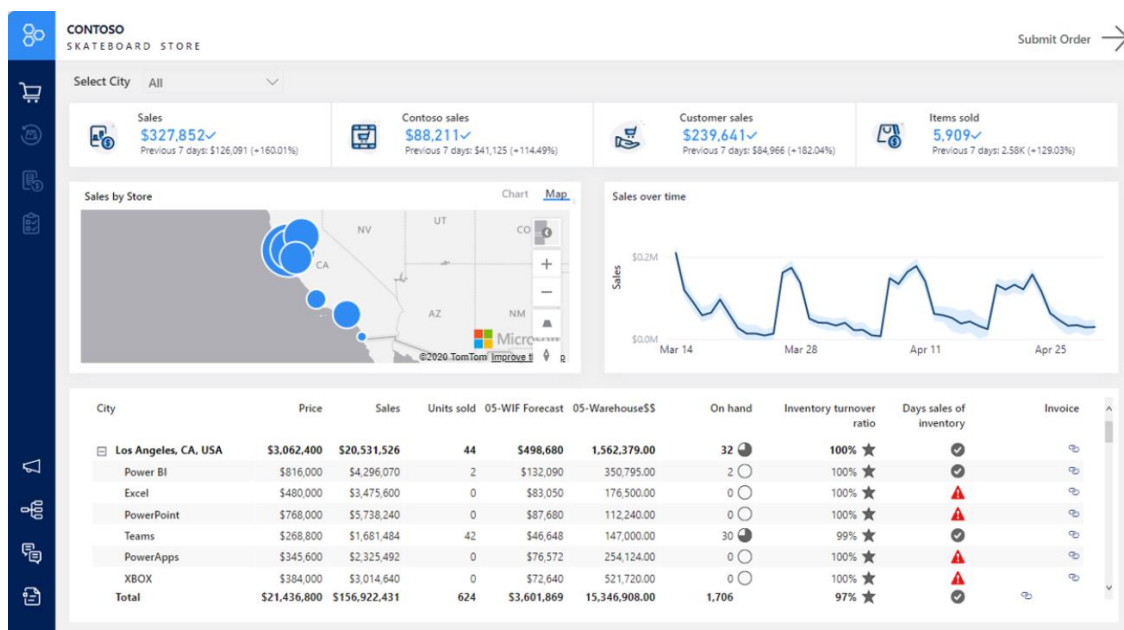 CONTOSO
SKATEBOARD STORE
Submit Order
Select City All
Sales
$327,852
Previous 7 days: $126,091 (+160.01%)
Contoso sales
$88,211
Previous 7 days: $41,125 (+114.49%)
Customer sales
$239,641
Previous 7 days: $84,966 (+182.04%)
Items sold
5,909
Previous 7 days: 2.58K (+129.03%)
Sales by Store
Chart Map
NV
UT
CO
CA
AZ
NM
©2020 TomTom Improve
Sales over time
Sales
$0.2M
$0.0M
Mar 14 Mar 28 Apr 11 Apr 25
City Price Sales Units sold 05-WIF Forecast 05-Warehouse$$ On hand Inventory turnover ratio Days sales of inventory Invoice
Los Angeles, CA, USA $3,062,400 $20,531,526 44 $498,680 1,562,379.00 32 100%
Power BI $816,000 $4,296,070 2 $132,090 350,795.00 2 100%
Excel $480,000 $3,475,600 0 $83,050 176,500.00 0 100%
PowerPoint $768,000 $5,738,240 0 $87,680 112,240.00 0 100%
Teams $268,800 $1,681,484 42 $46,648 147,000.00 30 99%
PowerApps $345,600 $2,325,492 0 $76,572 254,124.00 0 100%
XBOX $384,000 $3,014,640 0 $72,640 521,720.00 0 100%
Total $21,436,800 $156,922,431 624 $3,601,869 15,346,908.00 1,706 97%